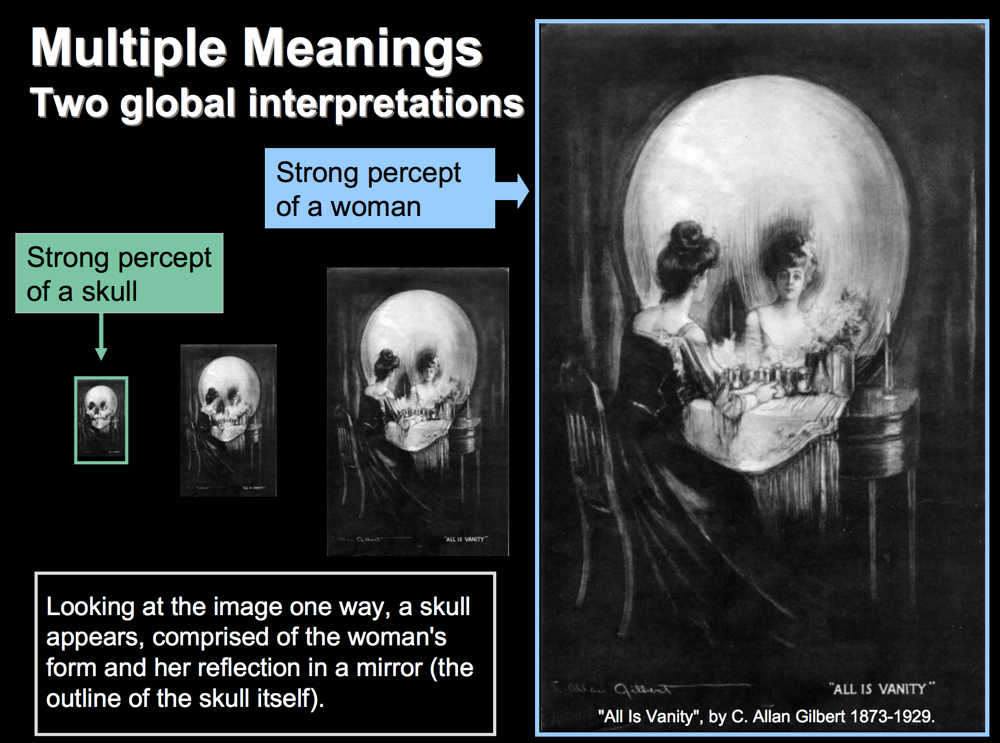 Multiple Meanings
Two global interpretations
Strong percept
of a woman
Strong percept
of a skull
"ALL IS VANITY"
Gilbert
"ALL IS VANITY"
Looking at the image one way, a skull
appears, comprised of the woman's
form and her reflection in a mirror (the
outline of the skull itself).
Allan Gilbert
"ALL IS VANITY"
"All Is Vanity", by C. Allan Gilbert 1873-1929.